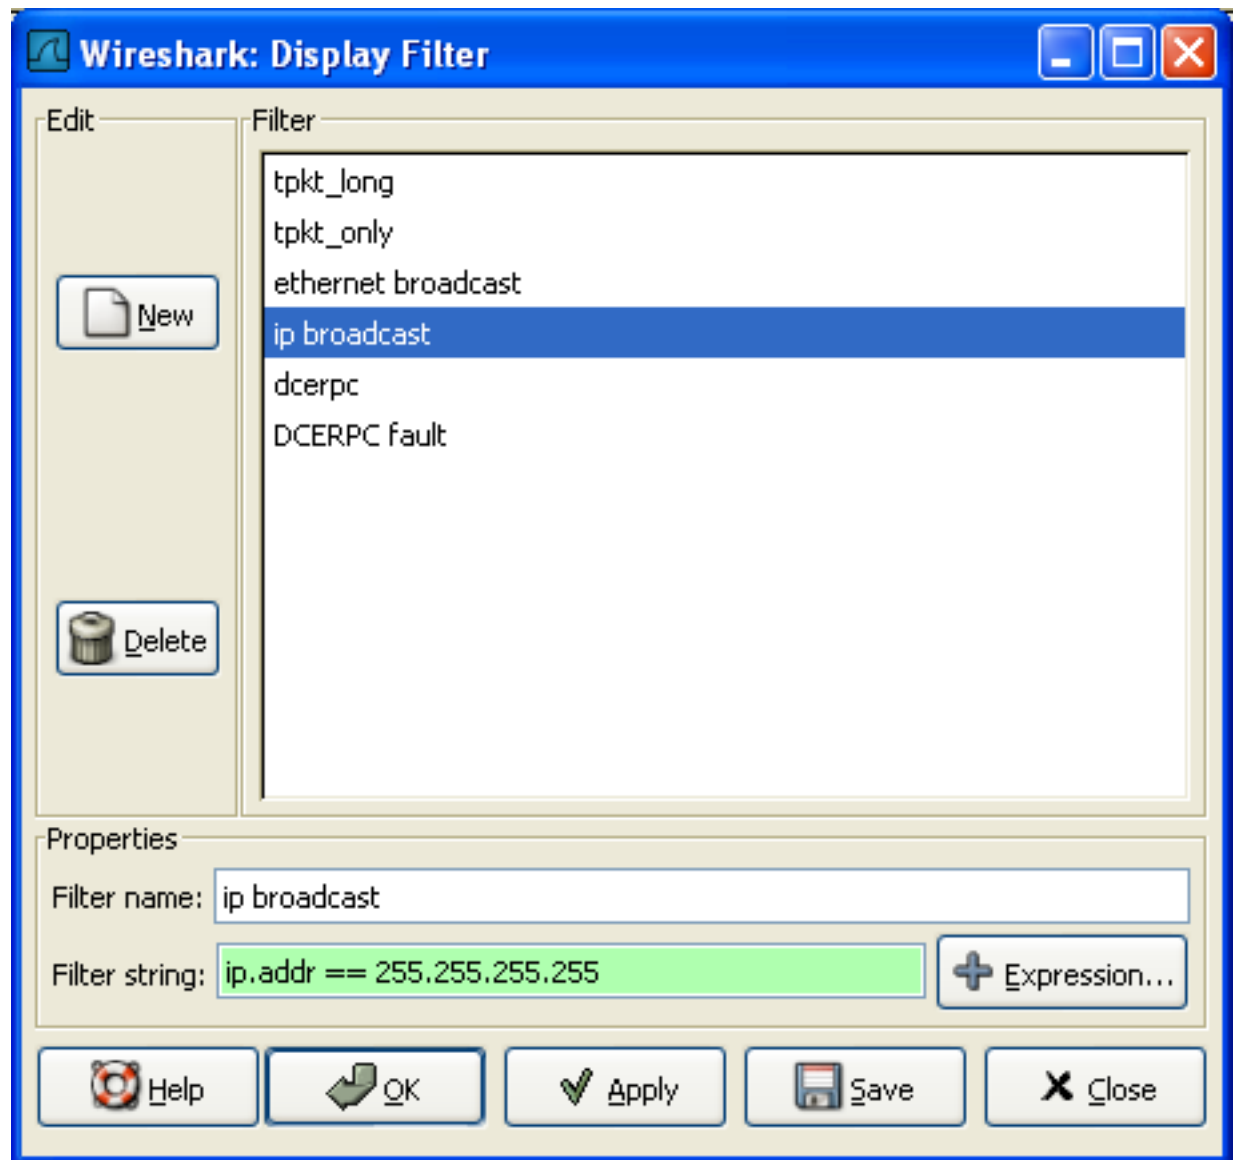 Wireshark: Display Filter
Edit
Filter
tpkt_long
tpkt_only
ethernet broadcast
New
ip broadcast
dcerpc
DCERPC fault
Delete
Properties
Filter name: ip broadcast
Filter string: ip.addr == 255.255.255.255 Expression...
Help OK Apply Save Close